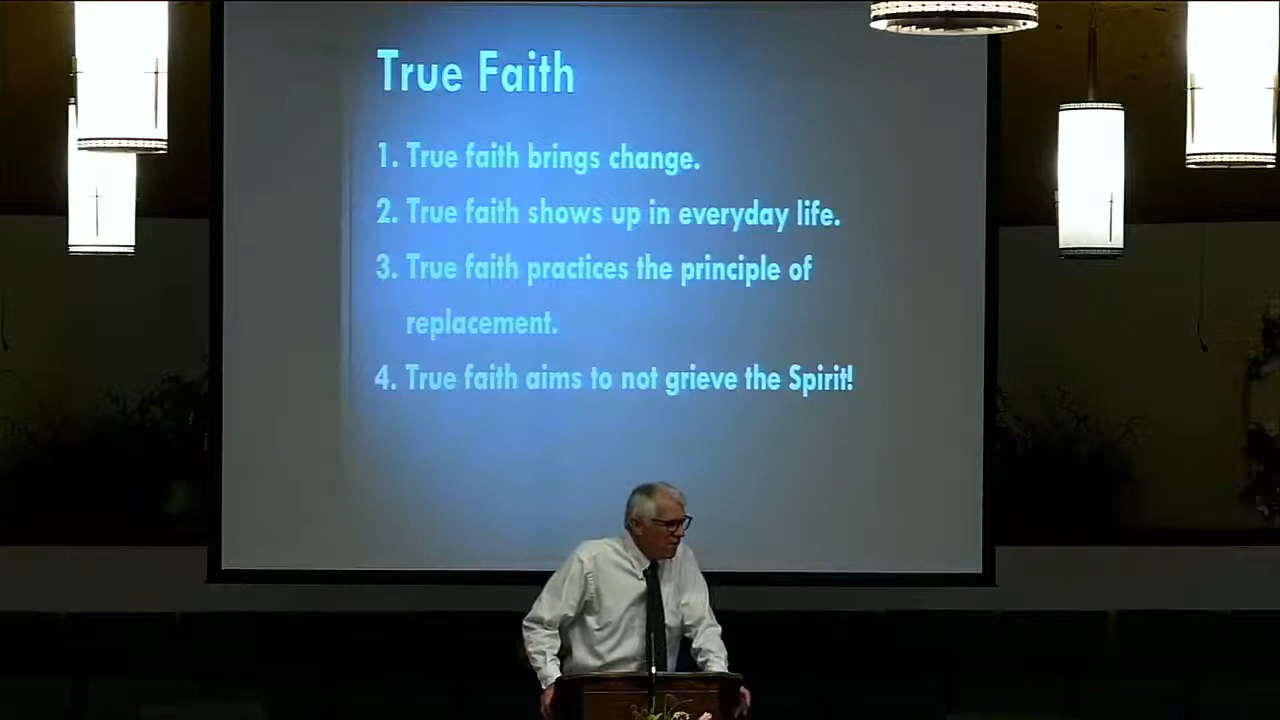 True Faith
1. True faith brings change.
2. True faith shows up in everyday life.
3. True faith practices the principle of
replacement.
4. True faith aims to not grieve the Spirit!